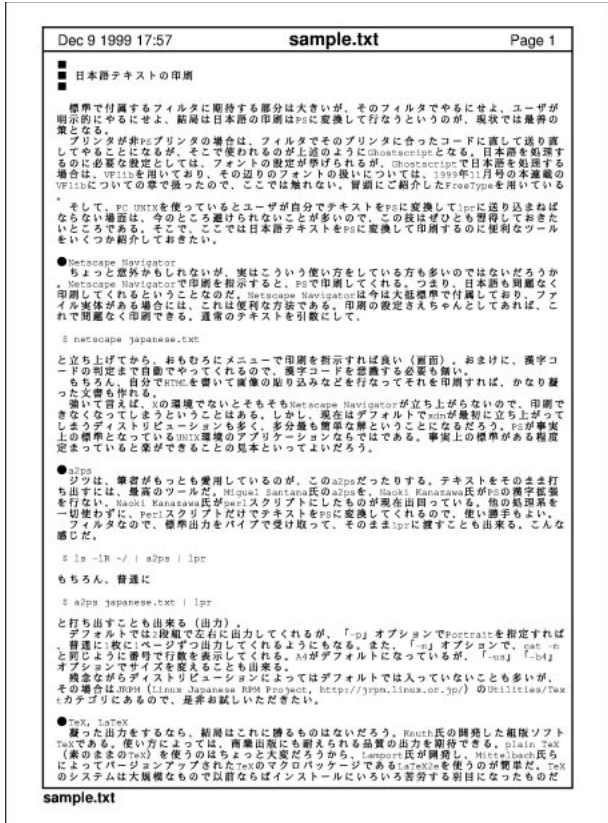 Dec 9 1999 17:57 sample.txt Page 1
■
■ 日本語テキストの印刷
■
標準で付属するフィルタに期待する部分は大きいが、そのフィルタでやるにせよ、ユーザが
明示的にやるにせよ、結局は日本語の印刷はPSに変換して行なうというのが、現状では最善の
策となる。
プリンタが非PSプリンタの場合は、フィルタでそのプリンタに合ったコードに直して送り直
してやることになるが、そこで使われるのが上述のようにGhostscriptとなる。日本語を処理す
るのに必要な設定としては、フォントの設定が挙げられるが、Ghostscriptで日本語を処理する
場合は、VFlibを用いており、その辺りのフォントの扱いについては、1999年11月号の本連載の
VFlibについての章で扱ったので、ここでは触れない。冒頭にご紹介したFreeTypeを用いている
。
そして、PC UNIXを使っているとユーザが自分でテキストをPSに変換してlprに送り込まねば
ならない場面は、今のところ避けられないことが多いので、この技はぜひとも習得しておきた
いところである。そこで、ここでは日本語テキストをPSに変換して印刷するのに便利なツール
をいくつか紹介しておきたい。
●Netscape Navigator
ちょっと意外かもしれないが、実はこういう使い方をしている方も多いのではないだろうか
。Netscape Navigatorで印刷を指示すると、PSで印刷してくれる。つまり、日本語も問題なく
印刷してくれるということなのだ。Netscape Navigatorは今は大抵標準で付属しており、ファ
イル実体がある場合には、これは便利な方法である。印刷の設定さえちゃんとしてあれば、こ
れで問題なく印刷できる。通常のテキストを引数にして、
$ netscape japanese.txt
と立ち上げてから、おもむろにメニューで印刷を指示すれば良い（画面）。おまけに、漢字コ
ードの判定まで自動でやってくれるので、漢字コードを意識する必要も無い。
もちろん、自分でHTMLを書いて画像の貼り込みなどを行なってそれを印刷すれば、かなり凝
った文書も作れる。
強いて言えば、Xの環境でないとそもそもNetscape Navigatorが立ち上がらないので、印刷で
きなくなってしまうということはある。しかし、現在はデフォルトでxdmが最初に立ち上がって
しまうディストリビューションも多く、多分最も簡単な解ということになるだろう。PSが事実
上の標準となっているUNIX環境のアプリケーションならではである。事実上の標準がある程度
定まっていると楽ができることの見本といってよいだろう。
●a2ps
ジツは、筆者がもっとも愛用しているのが、このa2psだったりする。テキストをそのまま打
ち出すには、最高のツールだ。Miguel Santana氏のa2psを、Naoki Kanazawa氏がPSの漢字拡張
を行ない、Naoki Kanazawa氏がperlスクリプトにしたものが現在出回っている。他の処理系を
一切使わずに、Perlスクリプトだけでテキストを PSに変換してくれるので、使い勝手もよい。
フィルタなので、標準出力をパイプで受け取って、そのままlprに渡すことも出来る。こんな
感じだ。
$ ls -lR ~/ | a2ps | lpr
もちろん、普通に
$ a2ps japanese.txt | lpr
と打ち出すことも出来る（出力）。
デフォルトでは2段組で左右に出力してくれるが、「-p」オプションでPortraitを指定すれば
、普通に1枚に1ページずつ出力してくれるようにもなる。また、「-n」オプションで、cat -n
と同じように番号で行数を表示してくれる。A4がデフォルトになっているが、「-us」「-b4」
オプションでサイズを変えることも出来る。
残念ながらディストリビューションによってはデフォルトでは入っていないことも多いが、
その場合はJRPM (Linux Japanese RPM Project, http://jrpm.linux.or.jp/) のUtilities/Tex
tカテゴリにあるので、是非お試しいただきたい。
●TeX, LaTeX
凝った出力をするなら、結局はこれに勝るものはないだろう。Knuth氏の開発した組版ソフト
TeXである。使い方によっては、商業出版にも耐えられる品質の出力を期待できる。plain TeX
（素のままのTeX）を使うのはちょっと大変だろうから、Lamport氏が開発し、Mittelbach氏ら
によってバージョンアップされたTeXのマクロパッケージであるLaTeX2eを使うのが簡単だ。TeX
のシステムは大規模なもので以前ならばインストールにいろいろ苦労する羽目になったものだ
sample.txt